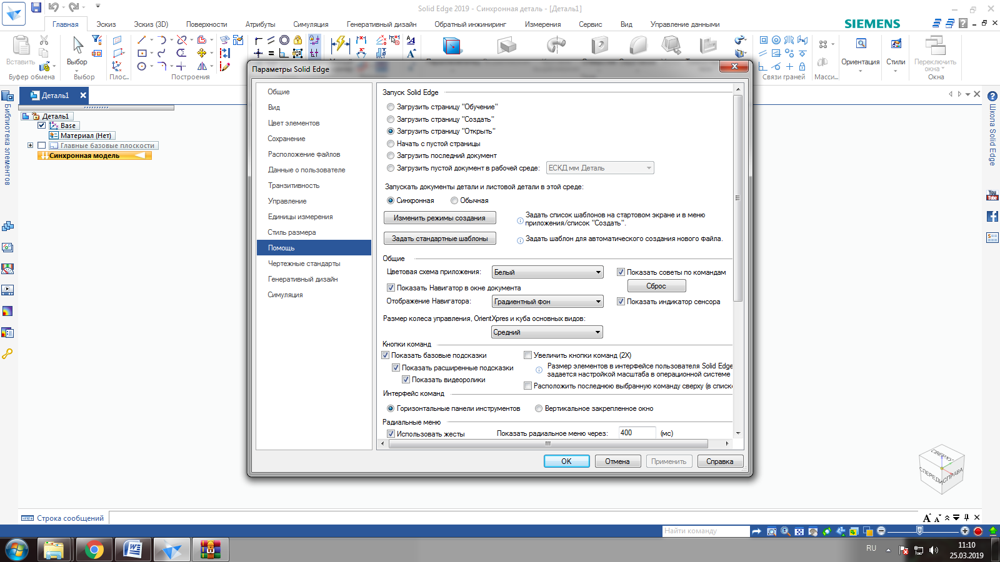 Solid Edge 2019 - Синхронная деталь - [Деталь1]
Главная Эскиз Эскиз (3D) Поверхности Атрибуты Симуляция Генеративный дизайн Обратный инжиниринг Измерения Сервис Вид Управление данными
SIEMENS
Вставить
Выбор
Ориентация
Стили
Переключить окна
Буфер обмена Выбор Плос... Построения Связи граней Масси... Окна
Деталь1
Библиотека элементов
Деталь1
Base
Материал (Нет)
Главные базовые плоскости
Синхронная модель
Параметры Solid Edge
Общие
Вид
Цвет элементов
Сохранение
Расположение файлов
Данные о пользователе
Транзитивность
Управление
Единицы измерения
Стиль размера
Помощь
Чертежные стандарты
Генеративный дизайн
Симуляция
Запуск Solid Edge
Загрузить страницу "Обучение"
Загрузить страницу "Создать"
Загрузить страницу "Открыть"
Начать с пустой страницы
Загрузить последний документ
Загрузить пустой документ в рабочей среде: ЕСКД мм Деталь
Запускать документы детали и листовой детали в этой среде:
Синхронная Обычная
Изменить режимы создания
Задать список шаблонов на стартовом экране и в меню
приложения/список "Создать".
Задать стандартные шаблоны
Задать шаблон для автоматического создания нового файла.
Общие
Цветовая схема приложения: Белый
Показать советы по командам
Сброс
Показать Навигатор в окне документа
Отображение Навигатора: Градиентный фон
Показать индикатор сенсора
Размер колеса управления, OrientXpres и куба основных видов:
Средний
Кнопки команд
Показать базовые подсказки
Увеличить кнопки команд (2X)
Показать расширенные подсказки
Размер элементов в интерфейсе пользователя Solid Edge
задается настройкой масштаба в операционной системе
Показать видеоролики
Расположить последнюю выбранную команду сверху (в списке
Интерфейс команд
Горизонтальные панели инструментов Вертикальное закрепленное окно
Радиальные меню
Использовать жесты Показать радиальное меню через: 400 (мс)
OK Отмена Применить Справка
Школа Solid Edge
You
Tube
СВЕРХУ
СПЕРЕДИ
СПРАВА
Строка сообщений
Найти команду
RU
11:10
25.03.2019